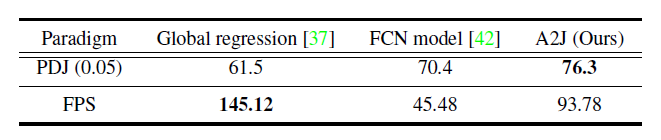 Paradigm Global regression [37] FCN model [42] A2J (Ours)
PDJ (0.05) 61.5 70.4 76.3
FPS 145.12 45.48 93.78